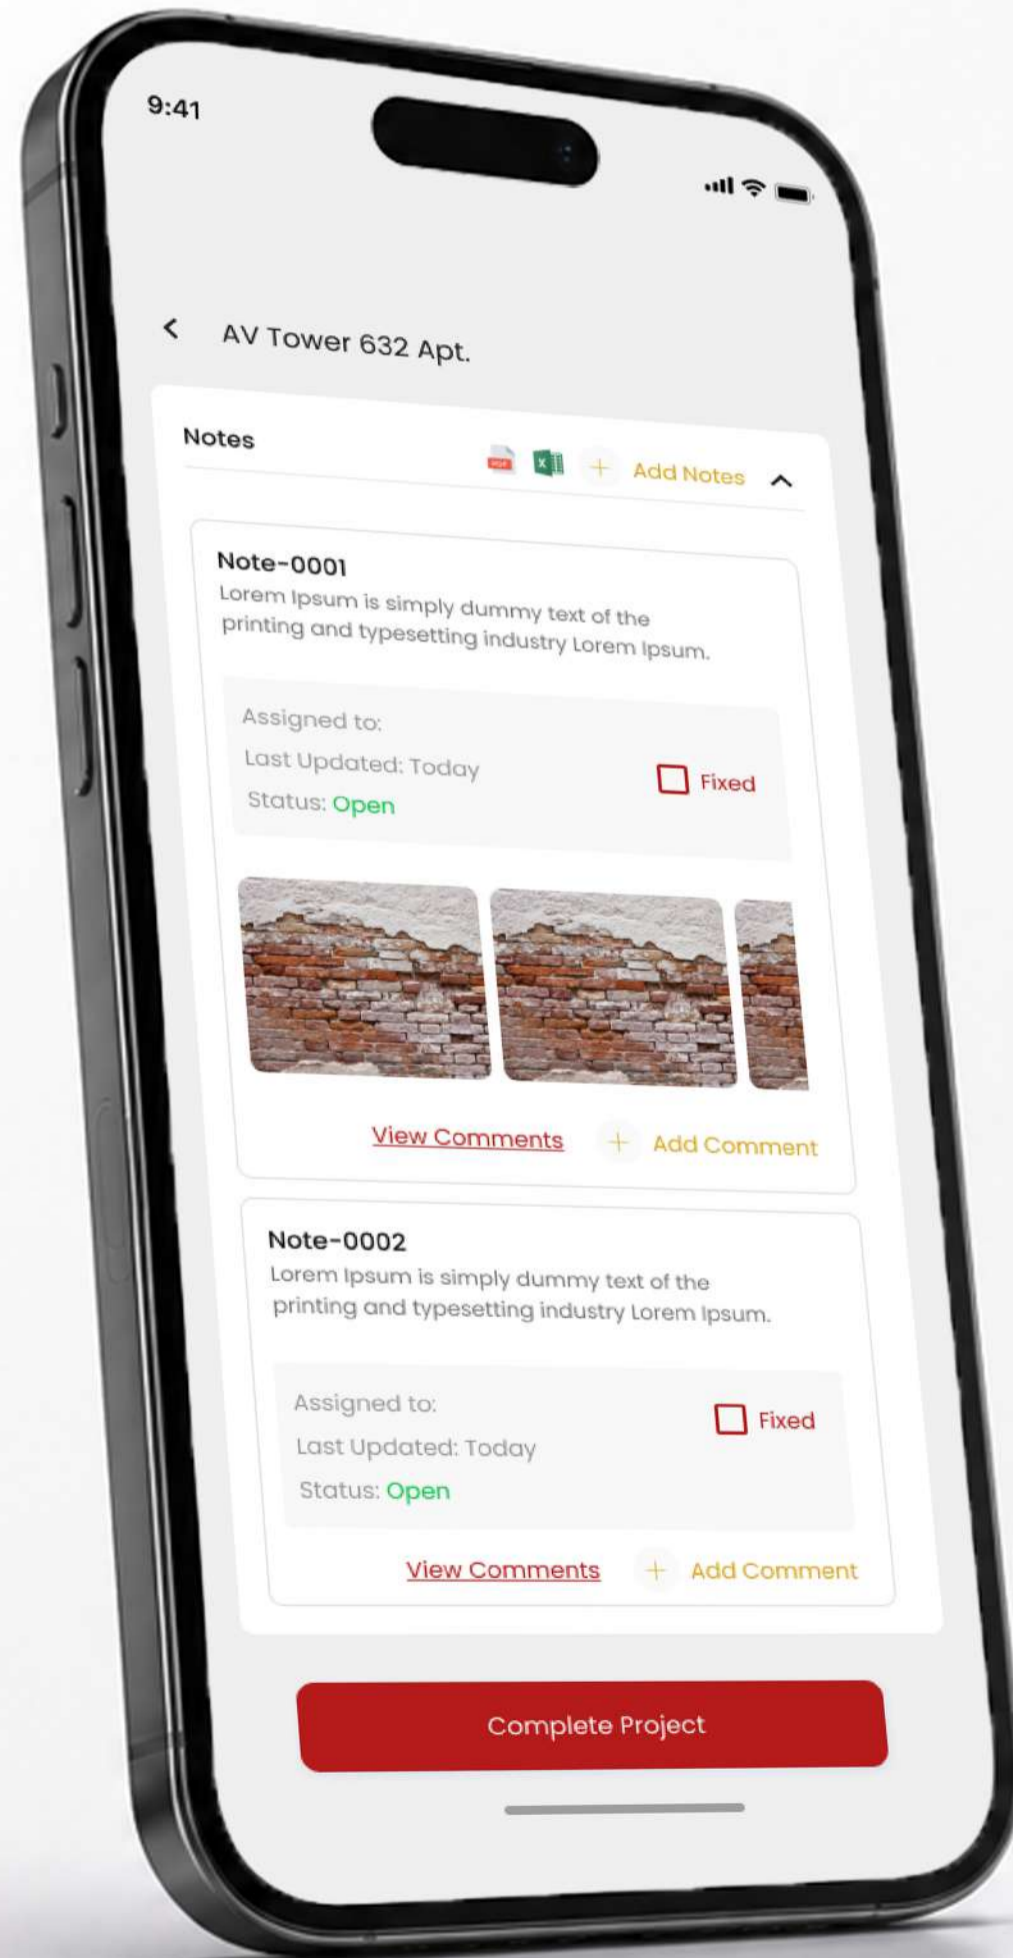 9:41
AV Tower 632 Apt.
Notes
PDF
X
+ Add Notes
Note-0001
Lorem Ipsum is simply dummy text of the
printing and typesetting industry Lorem Ipsum.
Assigned to:
Last Updated: Today
Fixed
Status: Open
View Comments
+ Add Comment
Note-0002
Lorem Ipsum is simply dummy text of the
printing and typesetting industry Lorem Ipsum.
Assigned to:
Fixed
Last Updated: Today
Status: Open
View Comments
+ Add Comment
Complete Project